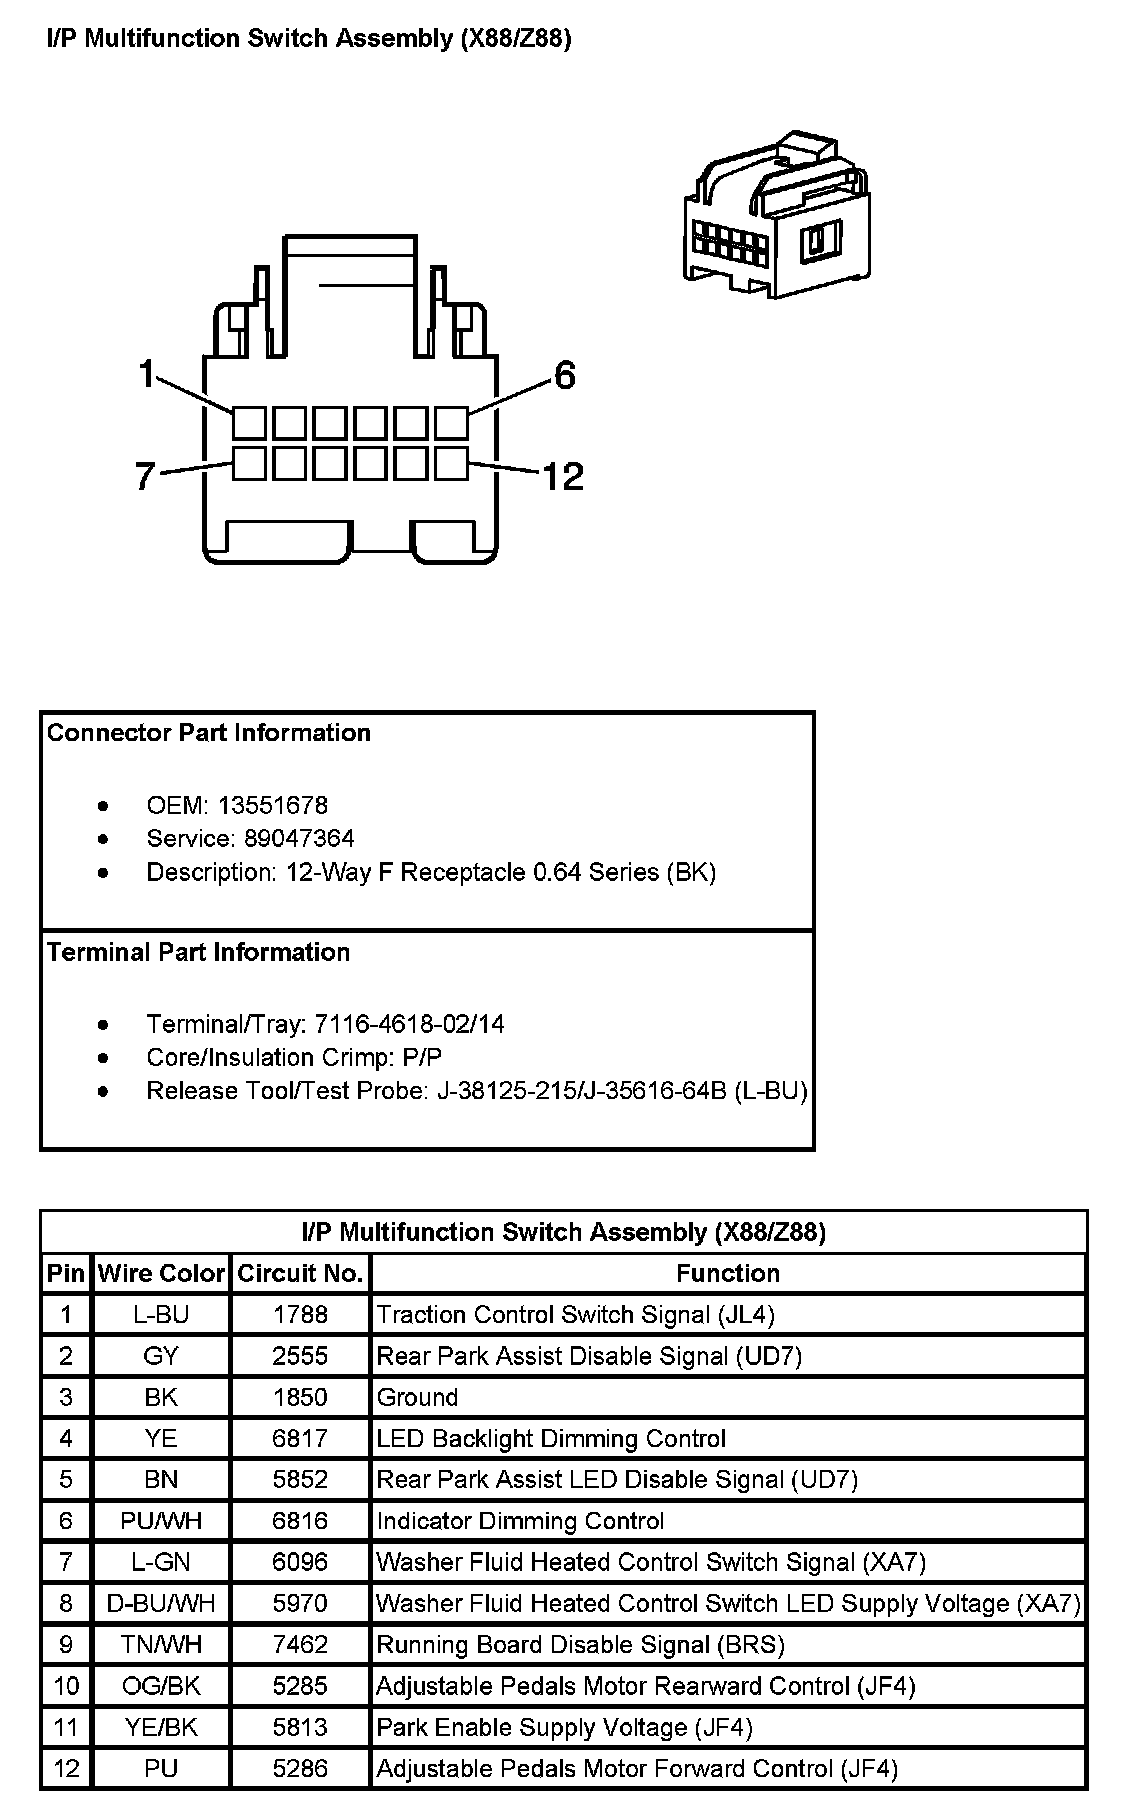 I/P Multifunction Switch Assembly (X88/Z88)
1
6
7
12
Connector Part Information
• OEM: 13551678
• Service: 89047364
• Description: 12-Way F Receptacle 0.64 Series (BK)
Terminal Part Information
• Terminal/Tray: 7116-4618-02/14
• Core/Insulation Crimp: P/P
• Release Tool/Test Probe: J-38125-215/J-35616-64B (L-BU)
I/P Multifunction Switch Assembly (X88/Z88)
Pin Wire Color Circuit No. Function
1 L-BU 1788 Traction Control Switch Signal (JL4)
2 GY 2555 Rear Park Assist Disable Signal (UD7)
3 BK 1850 Ground
4 YE 6817 LED Backlight Dimming Control
5 BN 5852 Rear Park Assist LED Disable Signal (UD7)
6 PU/WH 6816 Indicator Dimming Control
7 L-GN 6096 Washer Fluid Heated Control Switch Signal (XA7)
8 D-BU/WH 5970 Washer Fluid Heated Control Switch LED Supply Voltage (XA7)
9 TN/WH 7462 Running Board Disable Signal (BRS)
10 OG/BK 5285 Adjustable Pedals Motor Rearward Control (JF4)
11 YE/BK 5813 Park Enable Supply Voltage (JF4)
12 PU 5286 Adjustable Pedals Motor Forward Control (JF4)